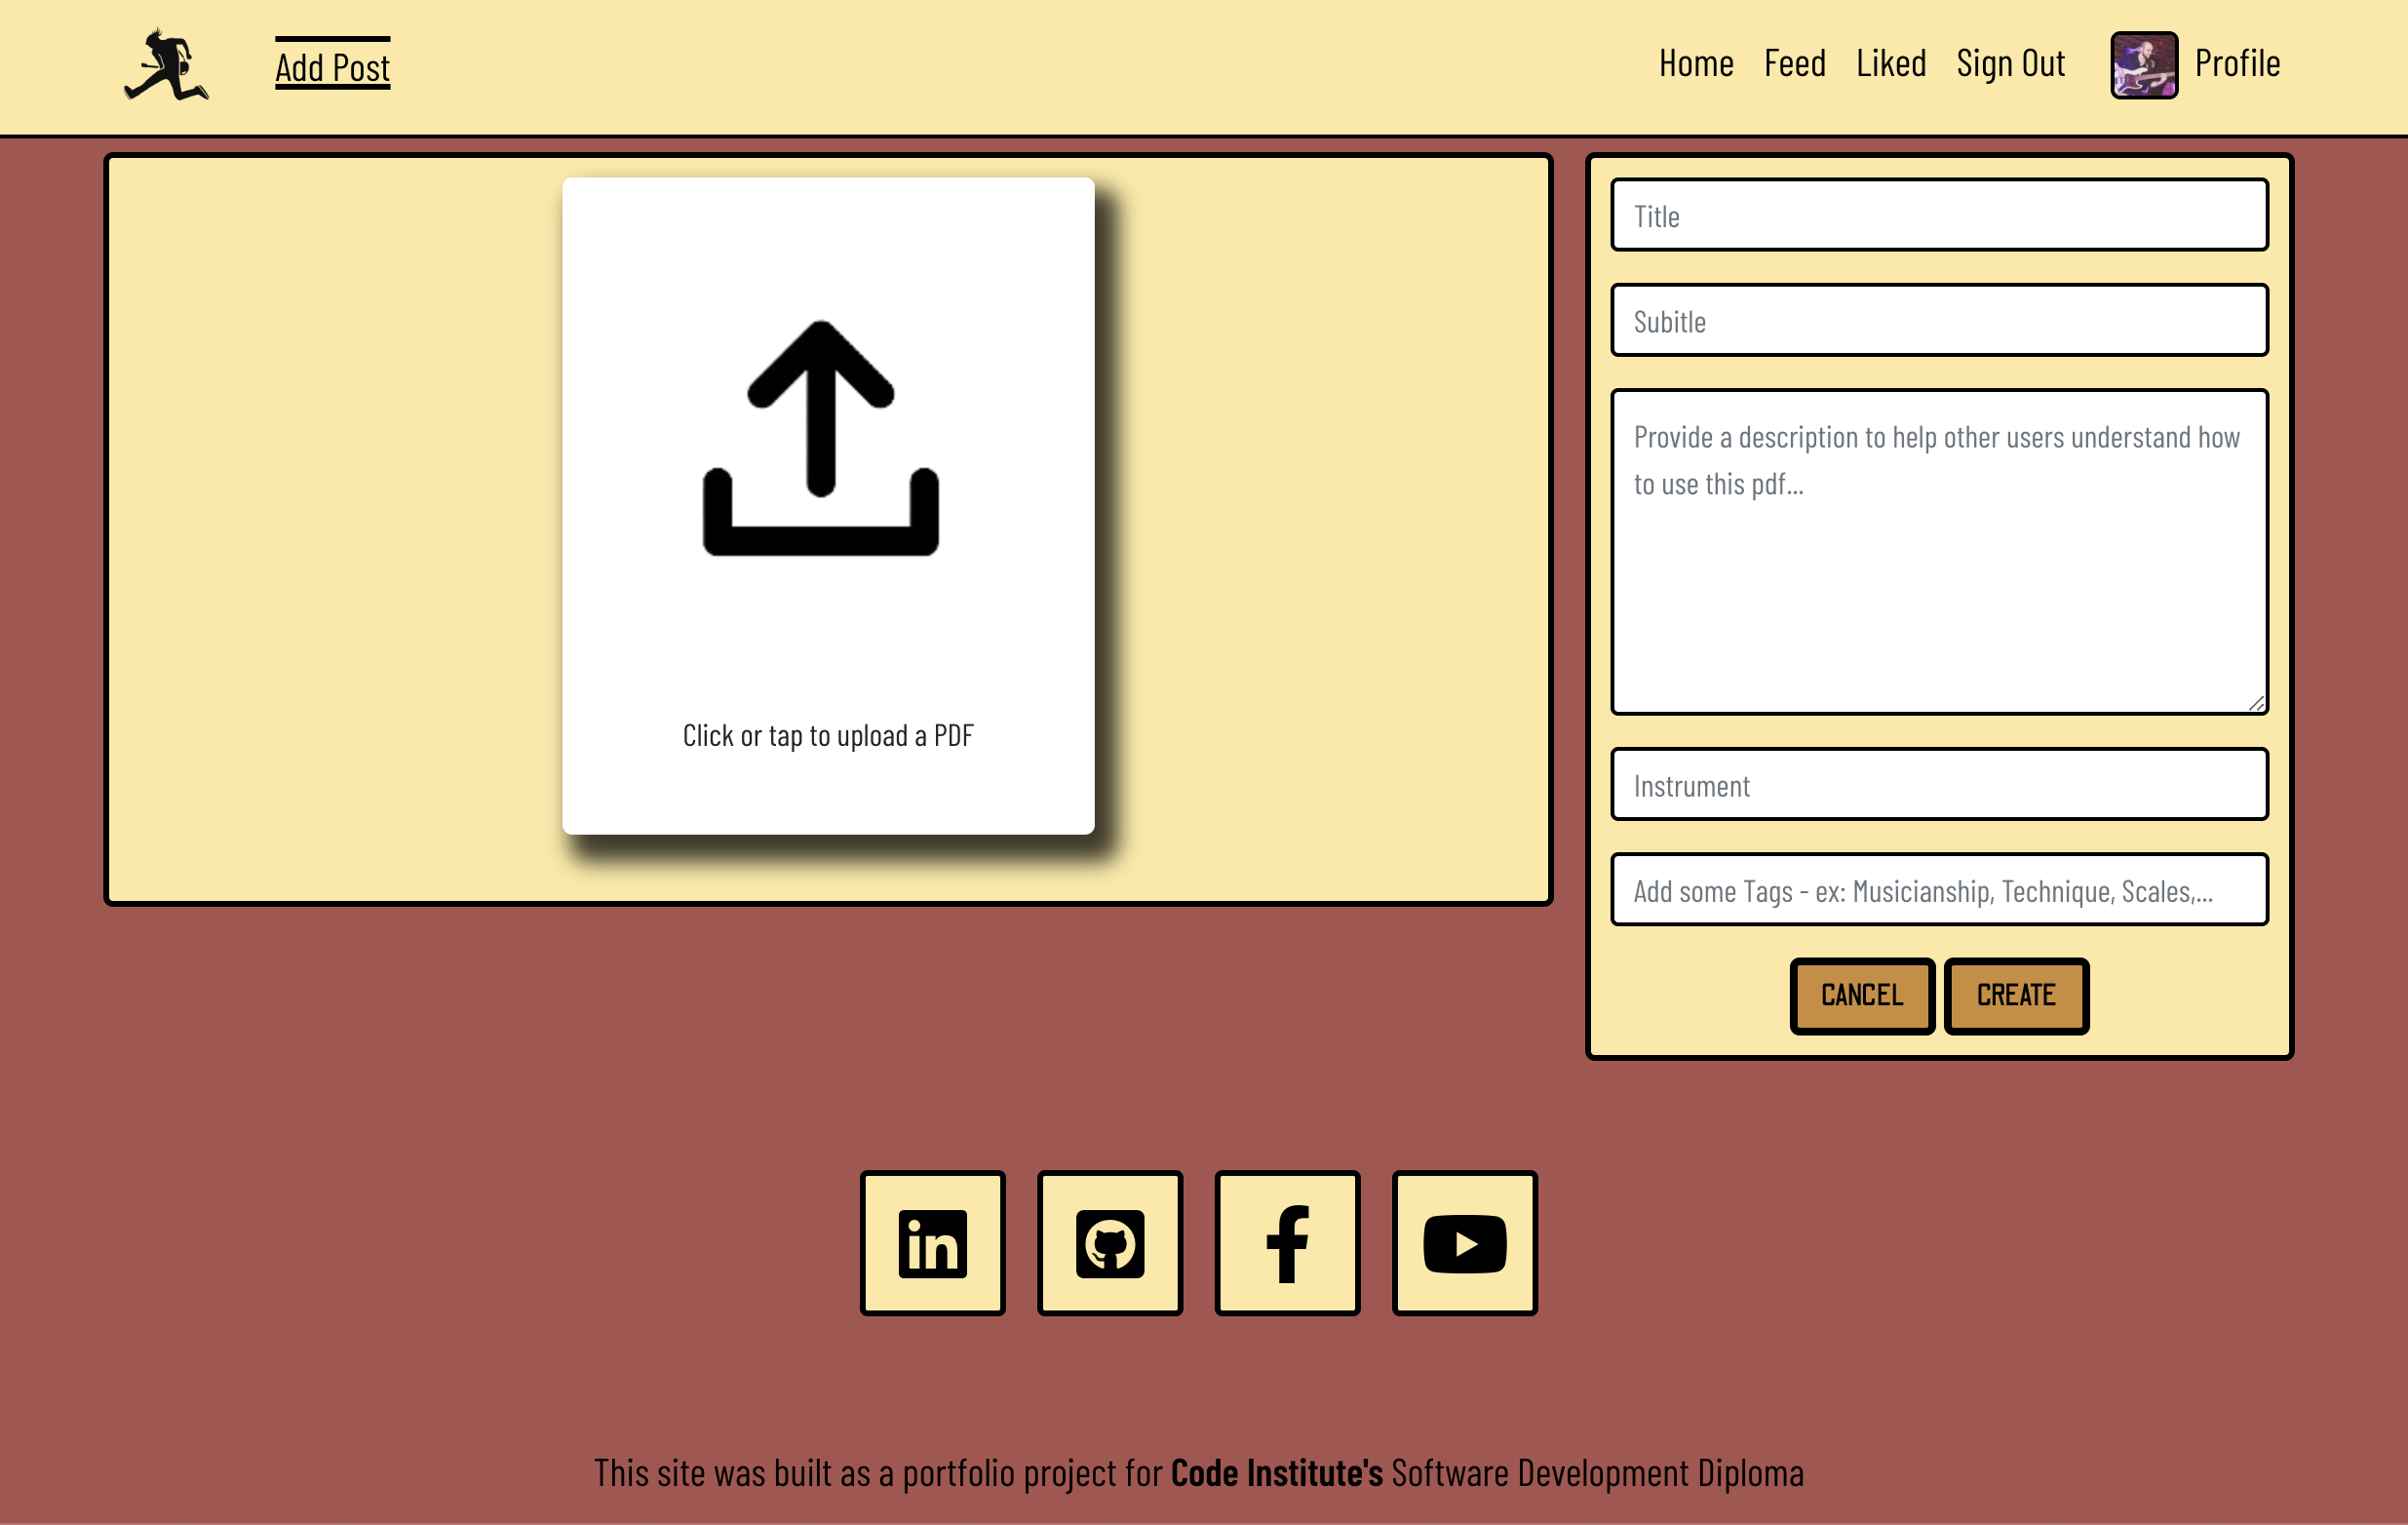 Add Post
Home Feed Liked Sign Out Profile
Click or tap to upload a PDF
Title
Subitle
Provide a description to help other users understand how
to use this pdf...
Instrument
Add some Tags - ex: Musicianship, Technique, Scales,...
CANCEL CREATE
in
This site was built as a portfolio project for Code Institute's Software Development Diploma